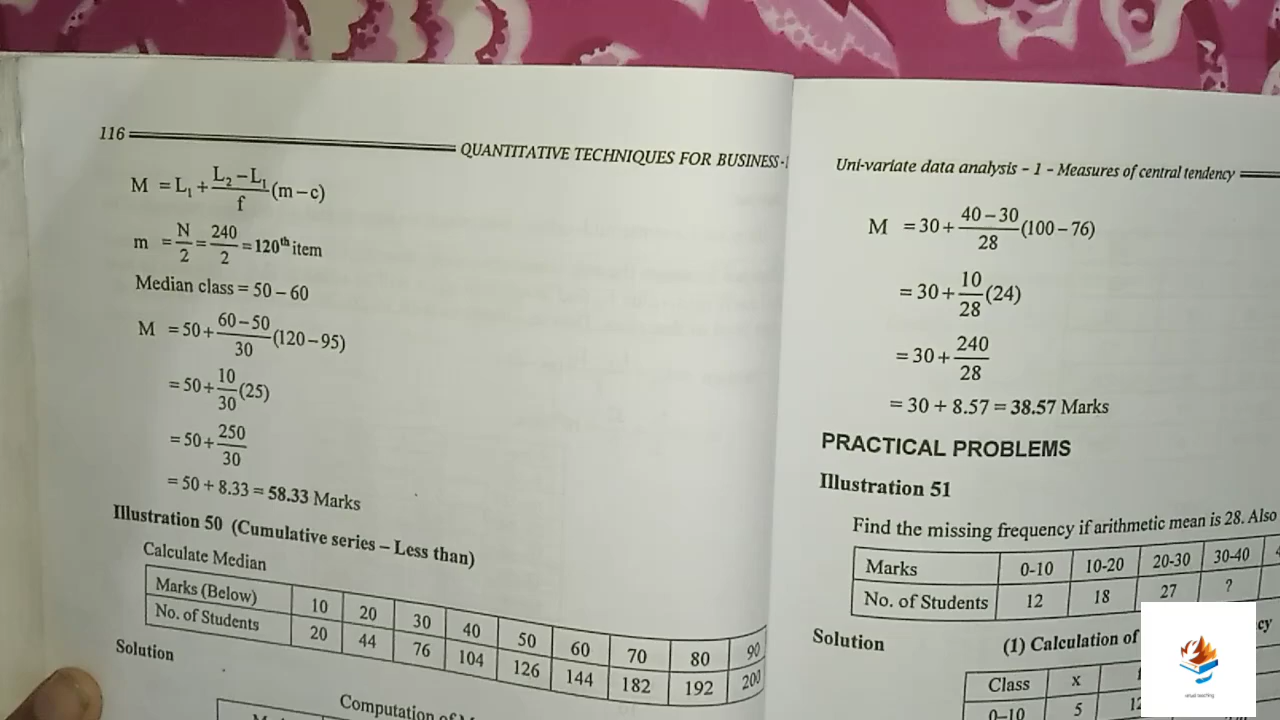 116
QUANTITATIVE TECHNIQUES FOR BUSINESS -
M = L₁ + (L₂ − L₁)/f (m − c)
m = N/2 = 240/2 = 120th item
Median class = 50 – 60
M = 50 + (60 − 50)/30 (120 − 95)
= 50 + 10/30 (25)
= 50 + 250/30
= 50 + 8.33 = 58.33 Marks
Illustration 50 (Cumulative series – Less than)
Calculate Median
Marks (Below) 10 20 30 40 50 60 70 80 90
No. of Students 20 44 76 104 126 144 182 192 200
Solution
Computation of
Uni-variate data analysis – 1 - Measures of central tendency
M = 30 + (40 − 30)/28 (100 − 76)
= 30 + 10/28 (24)
= 30 + 240/28
= 30 + 8.57 = 38.57 Marks
PRACTICAL PROBLEMS
Illustration 51
Find the missing frequency if arithmetic mean is 28. Also
Marks 0-10 10-20 20-30 30-40
No. of Students 12 18 27 ?
Solution
(1) Calculation of
Class x
0–10 5 12